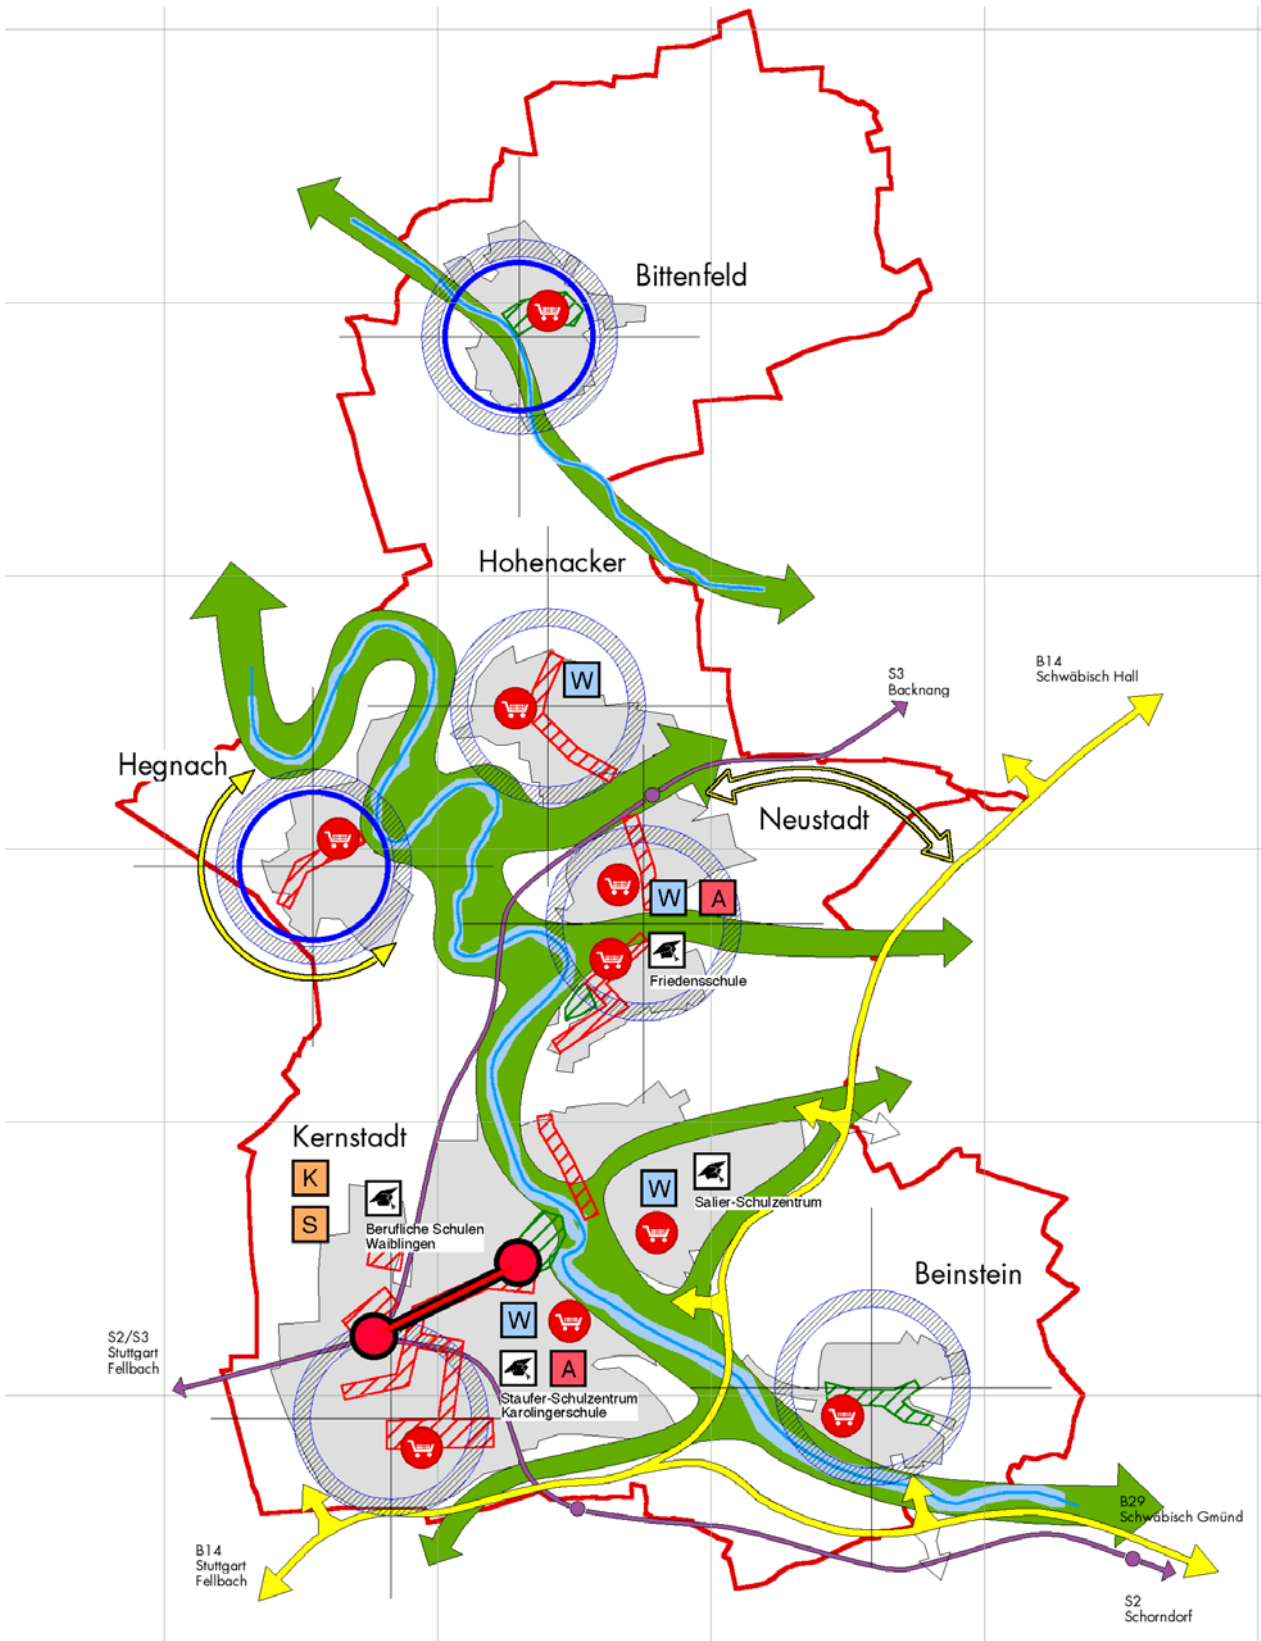 Bittenfeld
Hohenacker
W
S3
Backnang
B14
Schwäbisch Hall
Hegnach
Neustadt
W
A
Friedensschule
Kernstadt
K
S
Berufliche Schulen
Waiblingen
W
Salier-Schulzentrum
Beinstein
W
A
Staufer-Schulzentrum
Karolingerschule
S2/S3
Stuttgart
Fellbach
B14
Stuttgart
Fellbach
B29
Schwäbisch Gmünd
S2
Schorndorf